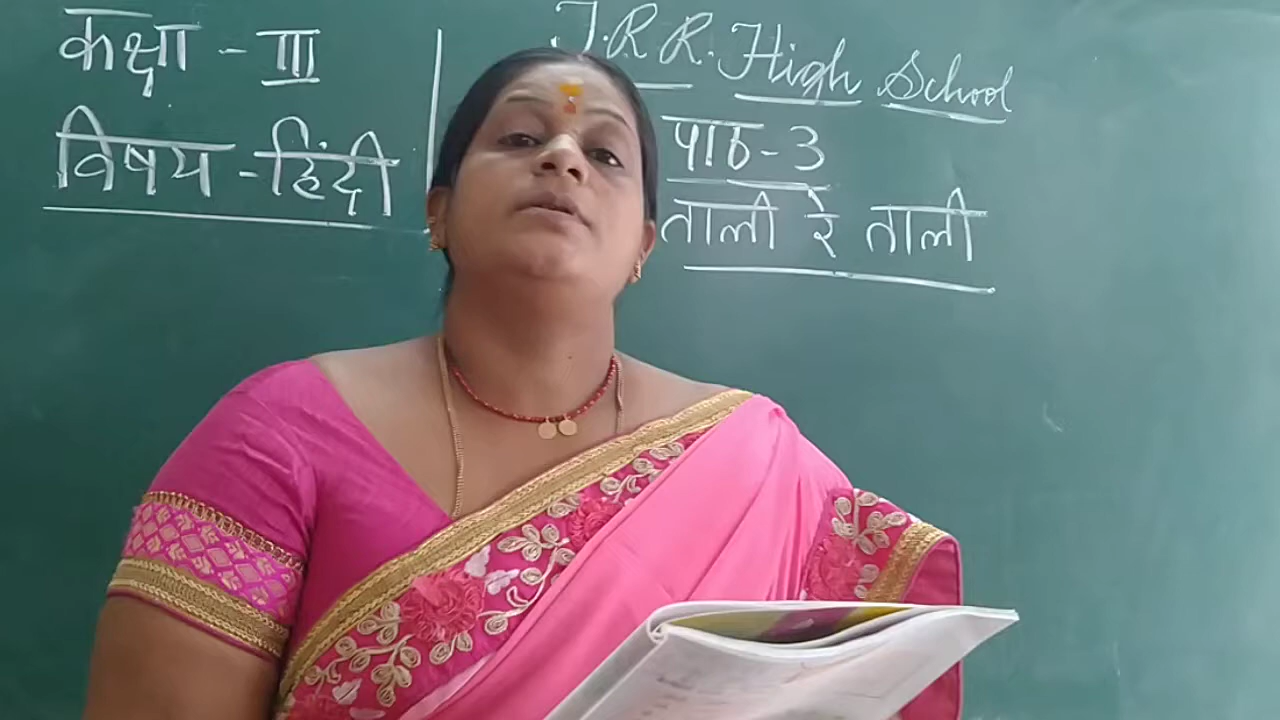 कक्षा - III
विषय - हिंदी
J.R.R. High School
पाठ - 3
ताली रे ताली